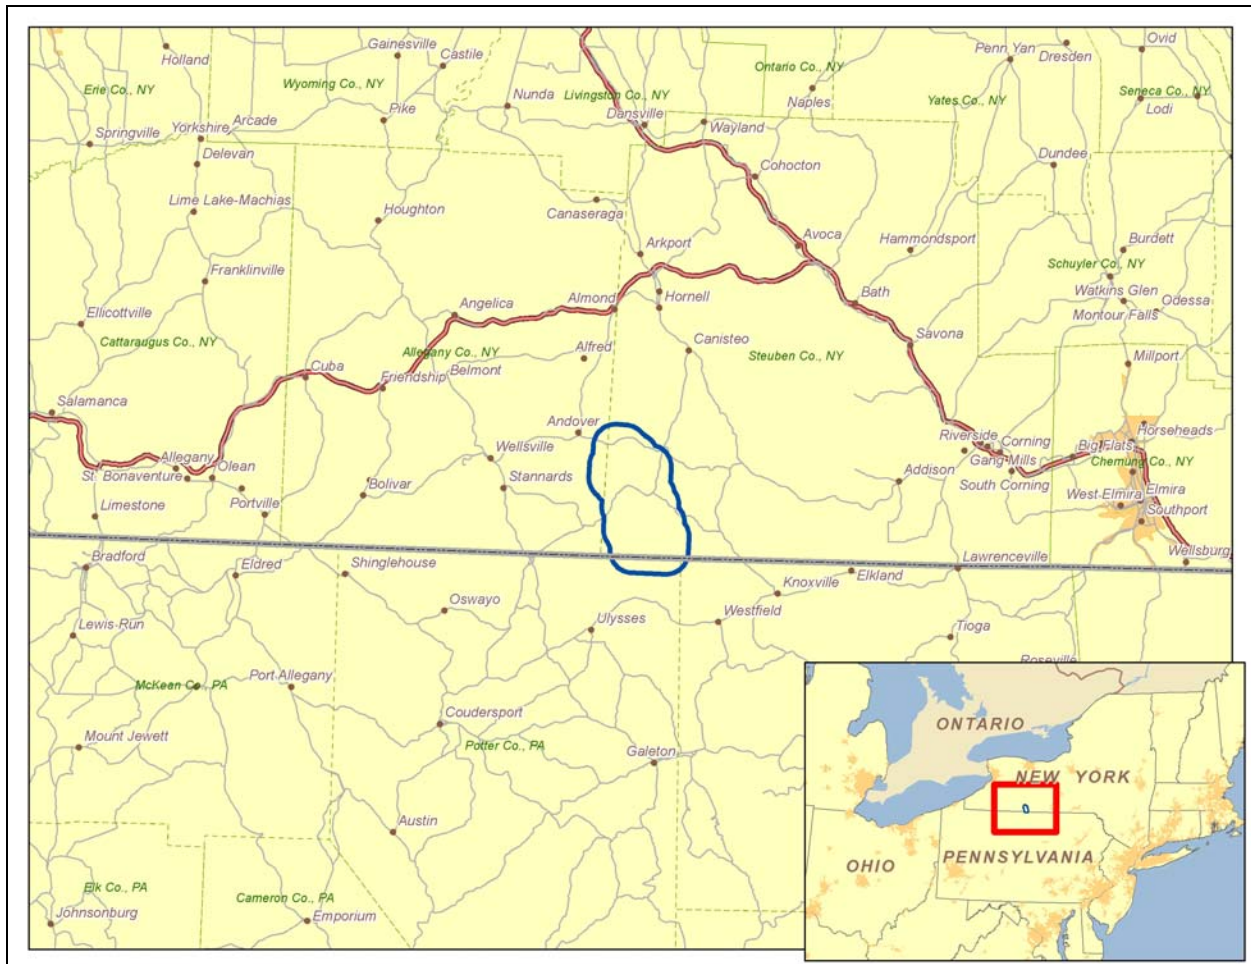 Gainesville
Castile
Holland
Penn Yan
Dresden
Ovid
Erie Co., NY
Wyoming Co., NY
Ontario Co., NY
Nunda
Livingston Co., NY
Naples
Yates Co., NY
Seneca Co., NY
Lodi
Pike
Dansville
Wayland
Springville
Yorkshire
Arcade
Delevan
Cohocton
Dundee
Lime Lake-Machias
Houghton
Canaseraga
Arkport
Avoca
Hammondsport
Burdett
Franklinville
Schuyler Co., NY
Angelica
Almond
Hornell
Bath
Watkins Glen
Odessa
Montour Falls
Ellicottville
Cattaraugus Co., NY
Allegany Co., NY
Alfred
Canisteo
Steuben Co., NY
Savona
Millport
Cuba
Friendship
Belmont
Salamanca
Andover
Riverside
Corning
Big Flats
Horseheads
Allegany
Olean
St. Bonaventure
Wellsville
Stannards
Addison
Gang Mills
South Corning
Chemung Co., NY
Limestone
Portville
Bolivar
West Elmira
Elmira
Southport
Bradford
Eldred
Shinglehouse
Lawrenceville
Wellsburg
Knoxville
Elkland
Oswayo
Ulysses
Westfield
Lewis-Run
Tioga
Roseville
McKean Co., PA
Port Allegany
Coudersport
Potter Co., PA
Mount Jewett
Galeton
Austin
Elk Co., PA
Cameron Co., PA
Johnsonburg
Emporium
ONTARIO
NEW YORK
OHIO
PENNSYLVANIA